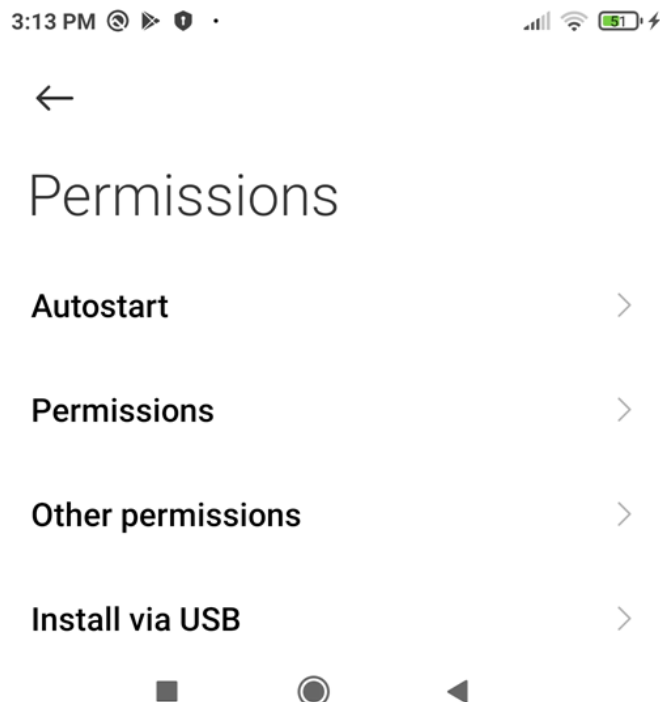 3:13 PM
51
Permissions
Autostart
Permissions
Other permissions
Install via USB